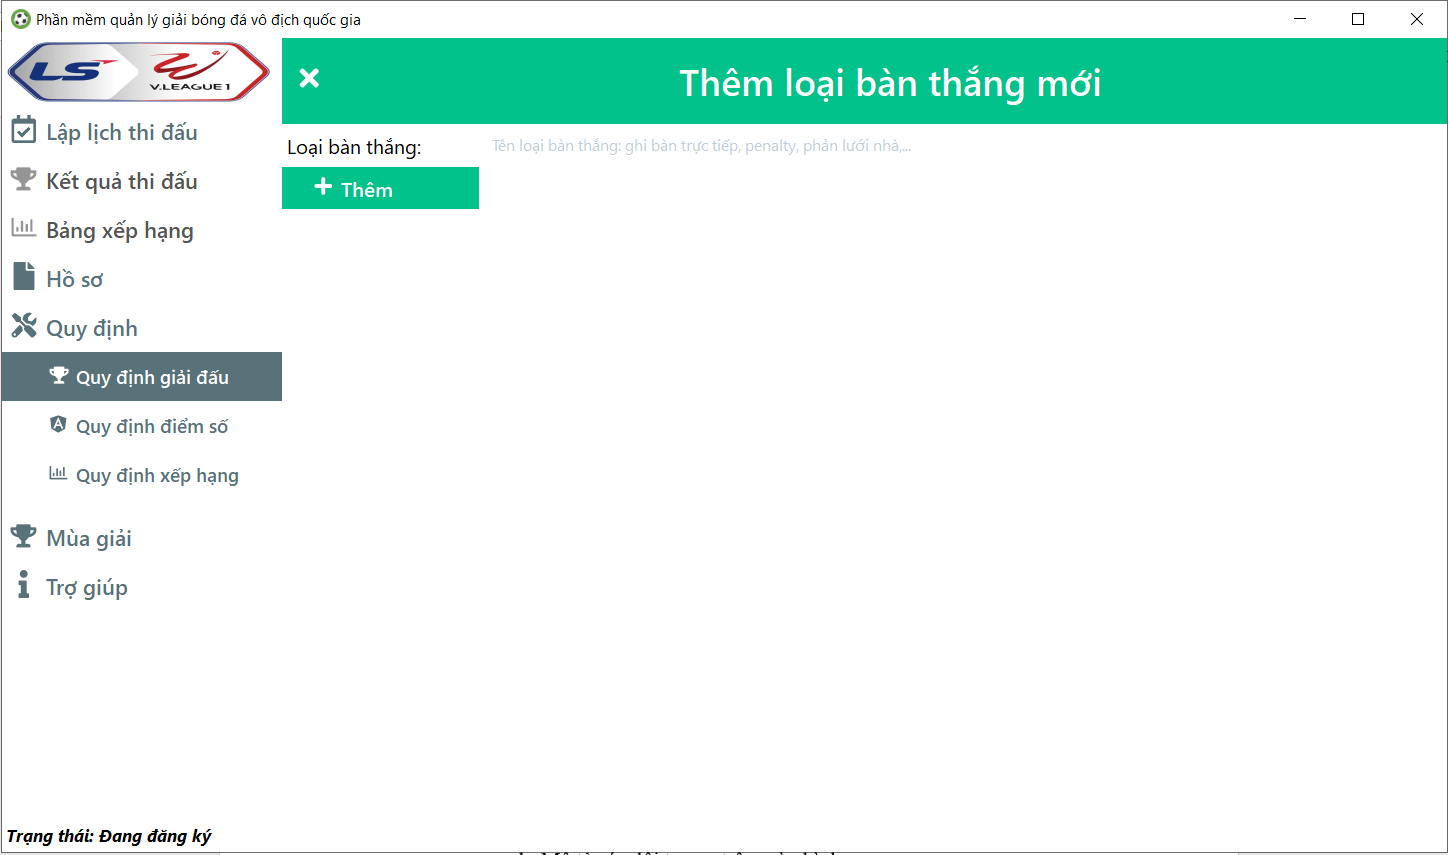 Phần mềm quản lý giải bóng đá vô địch quốc gia
LS V.LEAGUE 1
Thêm loại bàn thắng mới
Lập lịch thi đấu
Kết quả thi đấu
Bảng xếp hạng
Hồ sơ
Quy định
Quy định giải đấu
Quy định điểm số
Quy định xếp hạng
Mùa giải
Trợ giúp
Trạng thái: Đang đăng ký
Loại bàn thắng:
Tên loại bàn thắng: ghi bàn trực tiếp, penalty, phản lưới nhà,...
Thêm